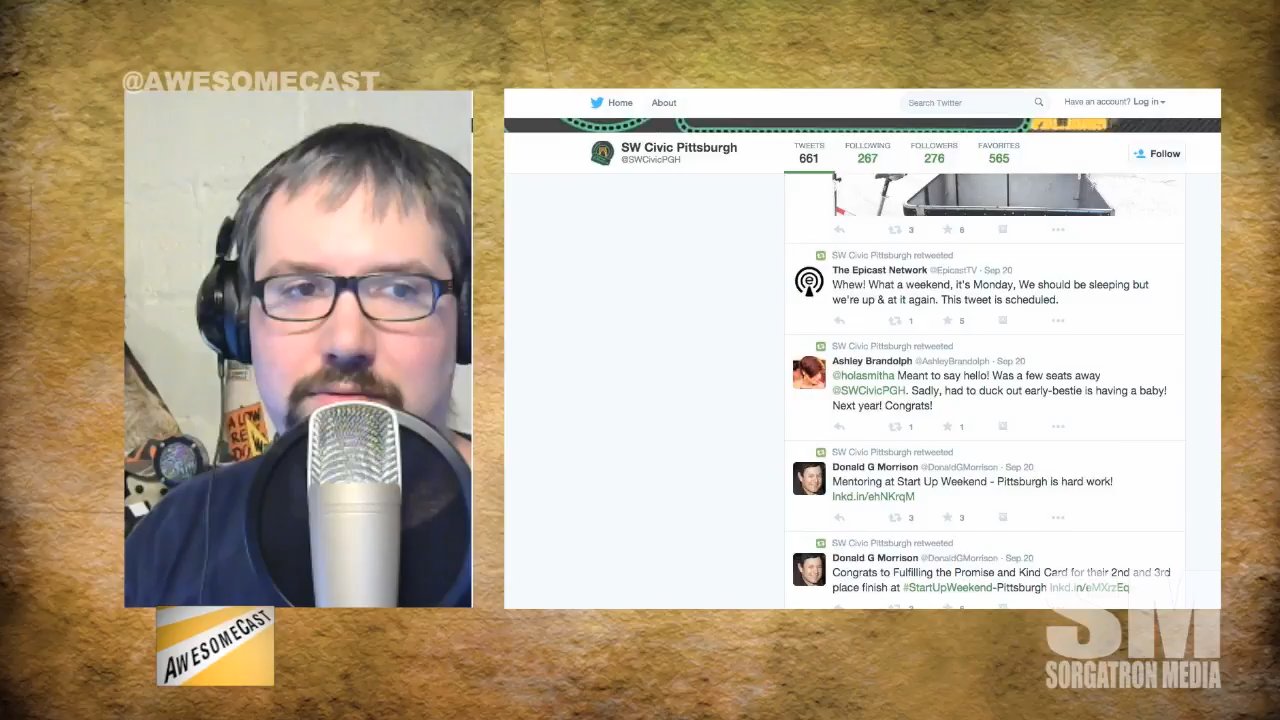 @AWESOMECAST
Home
About
Search Twitter
Have an account? Log in
SW Civic Pittsburgh
@SWCivicPGH
TWEETS
661
FOLLOWING
267
FOLLOWERS
276
FAVORITES
565
Follow
3 6
SW Civic Pittsburgh retweeted
The Epicast Network @EpicastTV · Sep 20
Whew! What a weekend, it's Monday, We should be sleeping but
we're up & at it again. This tweet is scheduled.
1 5
SW Civic Pittsburgh retweeted
Ashley Brandolph @AshleyBrandolph · Sep 20
@holasmitha Meant to say hello! Was a few seats away
@SWCivicPGH. Sadly, had to duck out early-bestie is having a baby!
Next year! Congrats!
1 1
SW Civic Pittsburgh retweeted
Donald G Morrison @DonaldGMorrison · Sep 20
Mentoring at Start Up Weekend - Pittsburgh is hard work!
lnkd.in/ehNKrqM
3 3
SW Civic Pittsburgh retweeted
Donald G Morrison @DonaldGMorrison · Sep 20
Congrats to Fulfilling the Promise and Kind Card for their 2nd and 3rd
place finish at #StartUpWeekend-Pittsburgh lnkd.in/eMXrzEq
A LOW
RE
DO
AWESOMECAST
SM
SORGATRON MEDIA